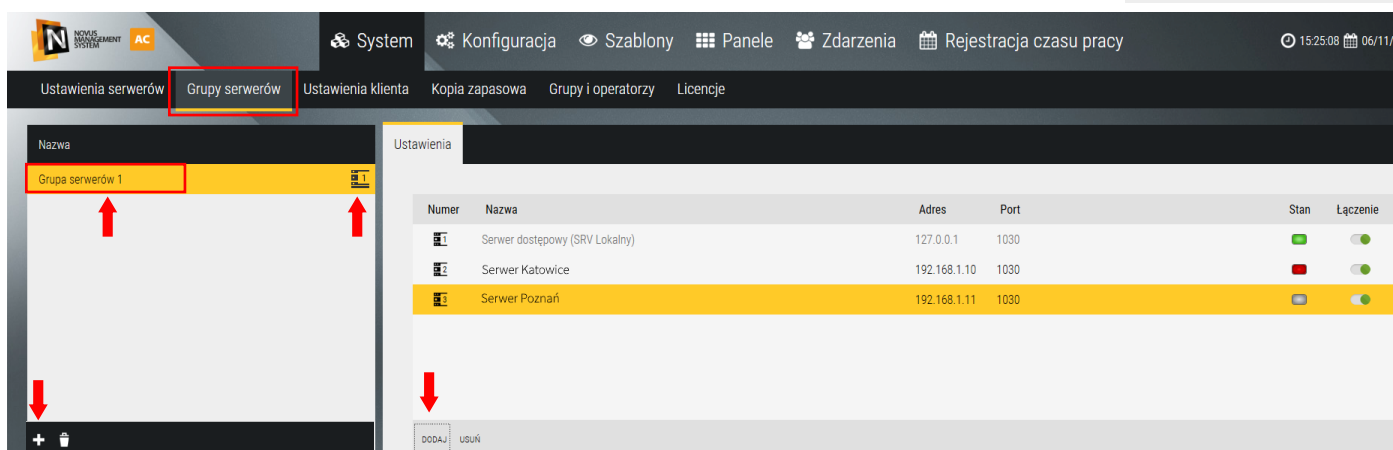 NOVUS MANAGEMENT SYSTEM AC
System Konfiguracja Szablony Panele Zdarzenia Rejestracja czasu pracy 15:25:08 06/11/
Ustawienia serwerów Grupy serwerów Ustawienia klienta Kopia zapasowa Grupy i operatorzy Licencje
Nazwa
Grupa serwerów 1 1
Ustawienia
Numer Nazwa Adres Port Stan Łączenie
1 Serwer dostępowy (SRV Lokalny) 127.0.0.1 1030
2 Serwer Katowice 192.168.1.10 1030
3 Serwer Poznań 192.168.1.11 1030
DODAJ USUŃ